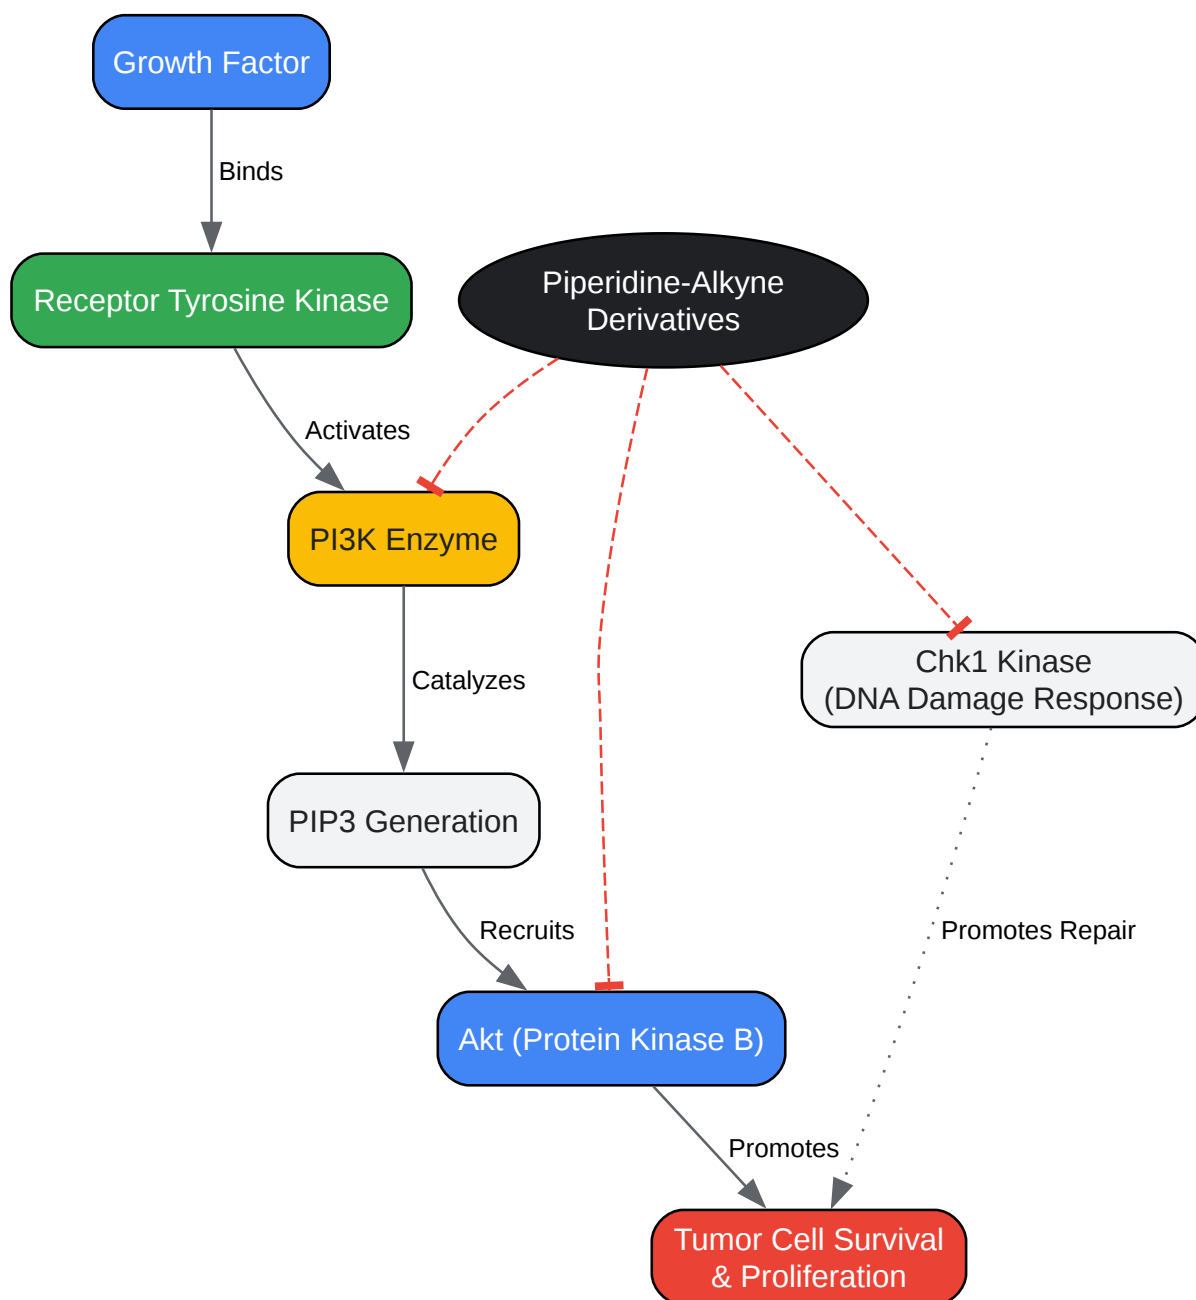 Growth Factor
Binds
Receptor Tyrosine Kinase
Piperidine-Alkyne
Derivatives
Activates
PI3K Enzyme
Catalyzes
Chk1 Kinase
(DNA Damage Response)
PIP3 Generation
Recruits
Promotes Repair
Akt (Protein Kinase B)
Promotes
Tumor Cell Survival
& Proliferation